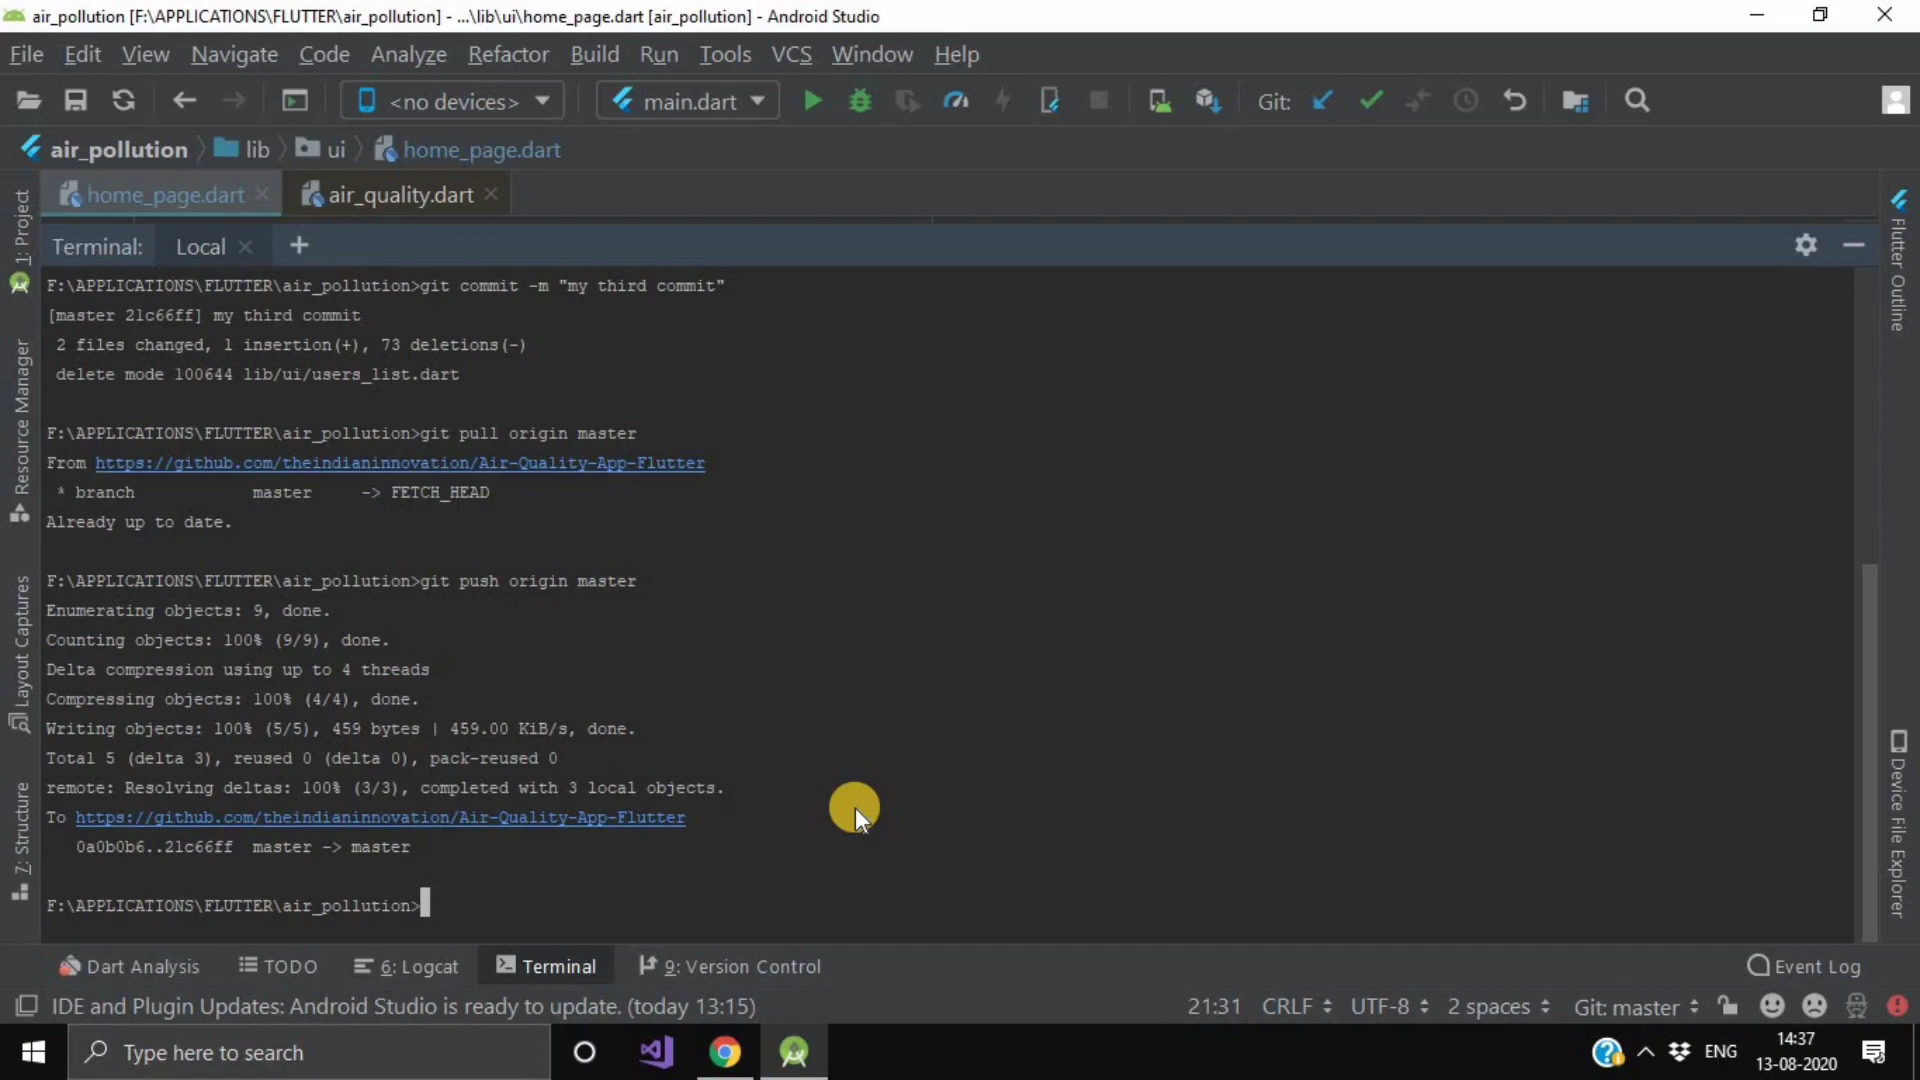 air_pollution [F:\APPLICATIONS\FLUTTER\air_pollution] - ...\lib\ui\home_page.dart [air_pollution] - Android Studio
File Edit View Navigate Code Analyze Refactor Build Run Tools VCS Window Help
<no devices> main.dart Git:
air_pollution lib ui home_page.dart
home_page.dart air_quality.dart
Terminal: Local
F:\APPLICATIONS\FLUTTER\air_pollution>git commit -m "my third commit"
[master 21c66ff] my third commit
2 files changed, 1 insertion(+), 73 deletions(-)
delete mode 100644 lib/ui/users_list.dart
F:\APPLICATIONS\FLUTTER\air_pollution>git pull origin master
From https://github.com/theindianinnovation/Air-Quality-App-Flutter
* branch master -> FETCH_HEAD
Already up to date.
F:\APPLICATIONS\FLUTTER\air_pollution>git push origin master
Enumerating objects: 9, done.
Counting objects: 100% (9/9), done.
Delta compression using up to 4 threads
Compressing objects: 100% (4/4), done.
Writing objects: 100% (5/5), 459 bytes | 459.00 KiB/s, done.
Total 5 (delta 3), reused 0 (delta 0), pack-reused 0
remote: Resolving deltas: 100% (3/3), completed with 3 local objects.
To https://github.com/theindianinnovation/Air-Quality-App-Flutter
0a0b0b6..21c66ff master -> master
F:\APPLICATIONS\FLUTTER\air_pollution>
1: Project
Resource Manager
Layout Captures
7: Structure
Flutter Outline
Device File Explorer
Dart Analysis TODO 6: Logcat Terminal 9: Version Control Event Log
IDE and Plugin Updates: Android Studio is ready to update. (today 13:15) 21:31 CRLF UTF-8 2 spaces Git: master
Type here to search ENG 14:37
13-08-2020